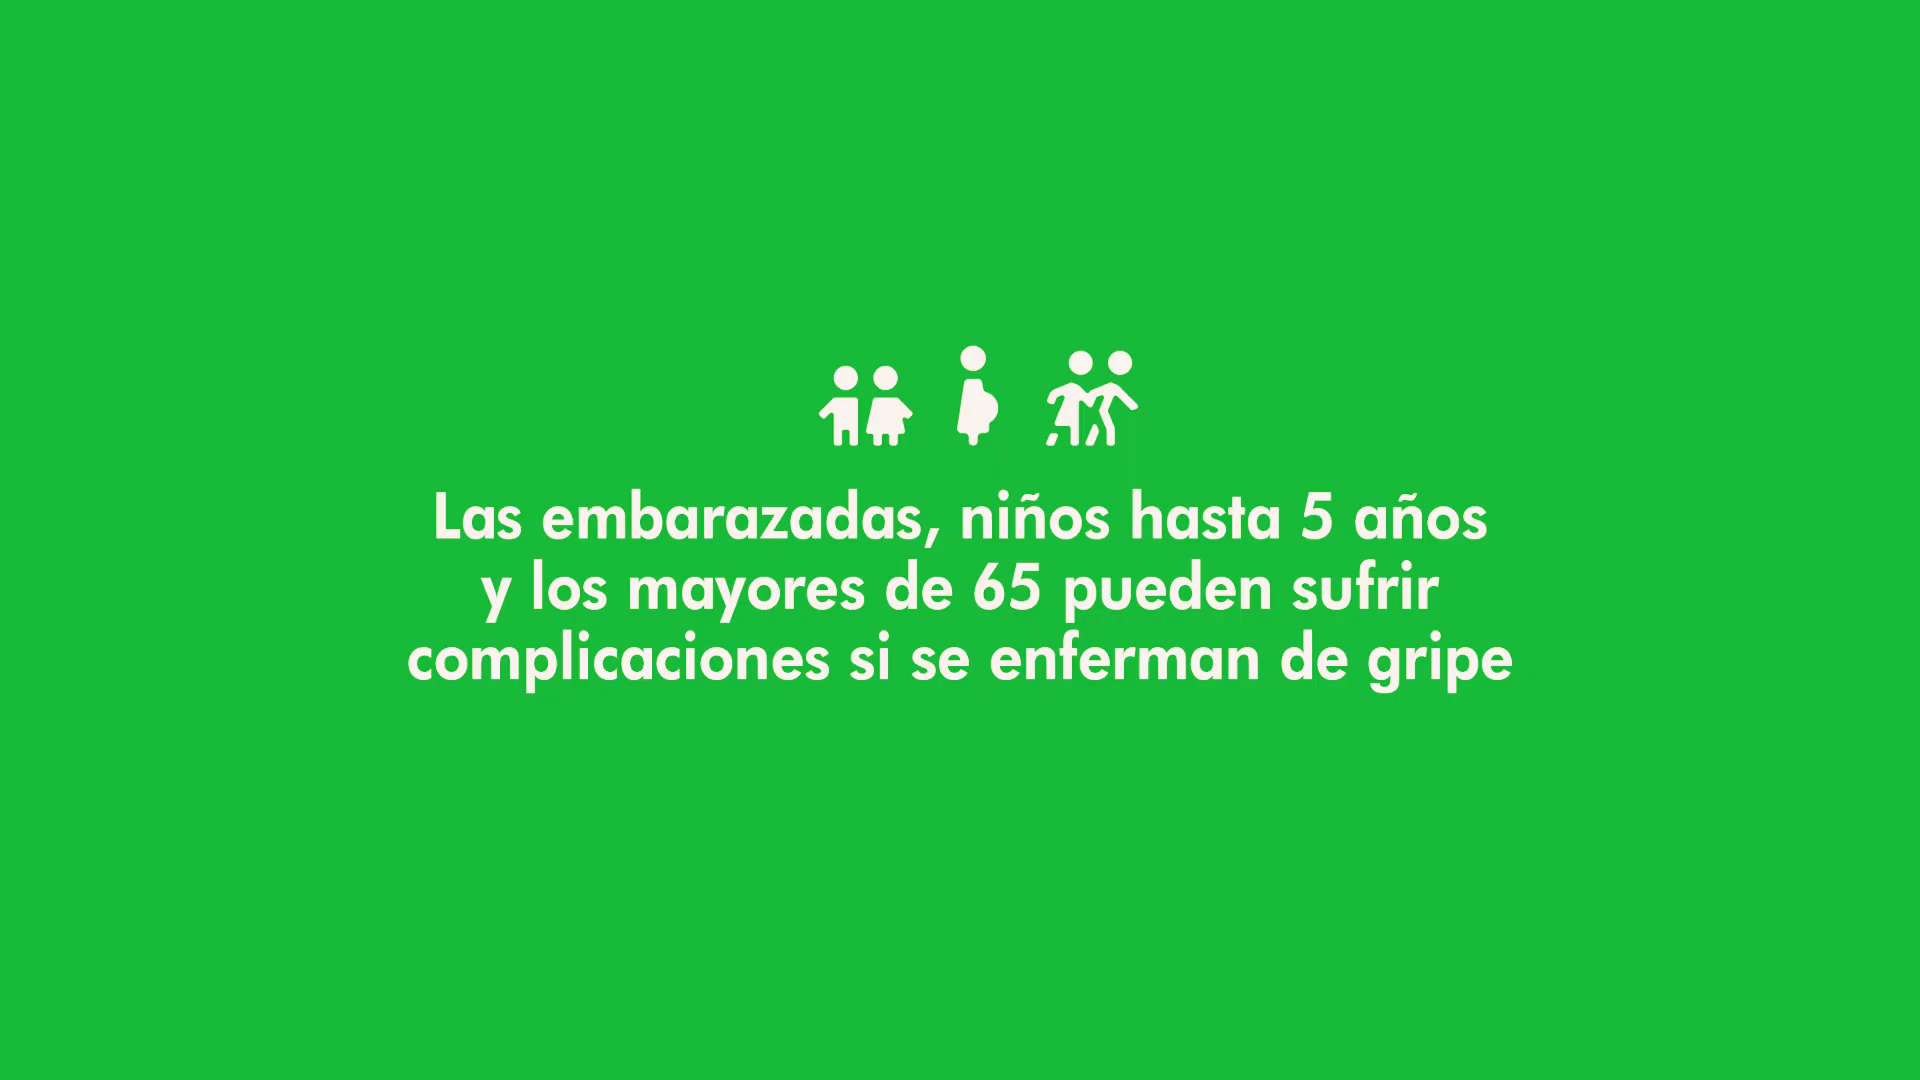 Las embarazadas, niños hasta 5 años
y los mayores de 65 pueden sufrir
complicaciones si se enferman de gripe